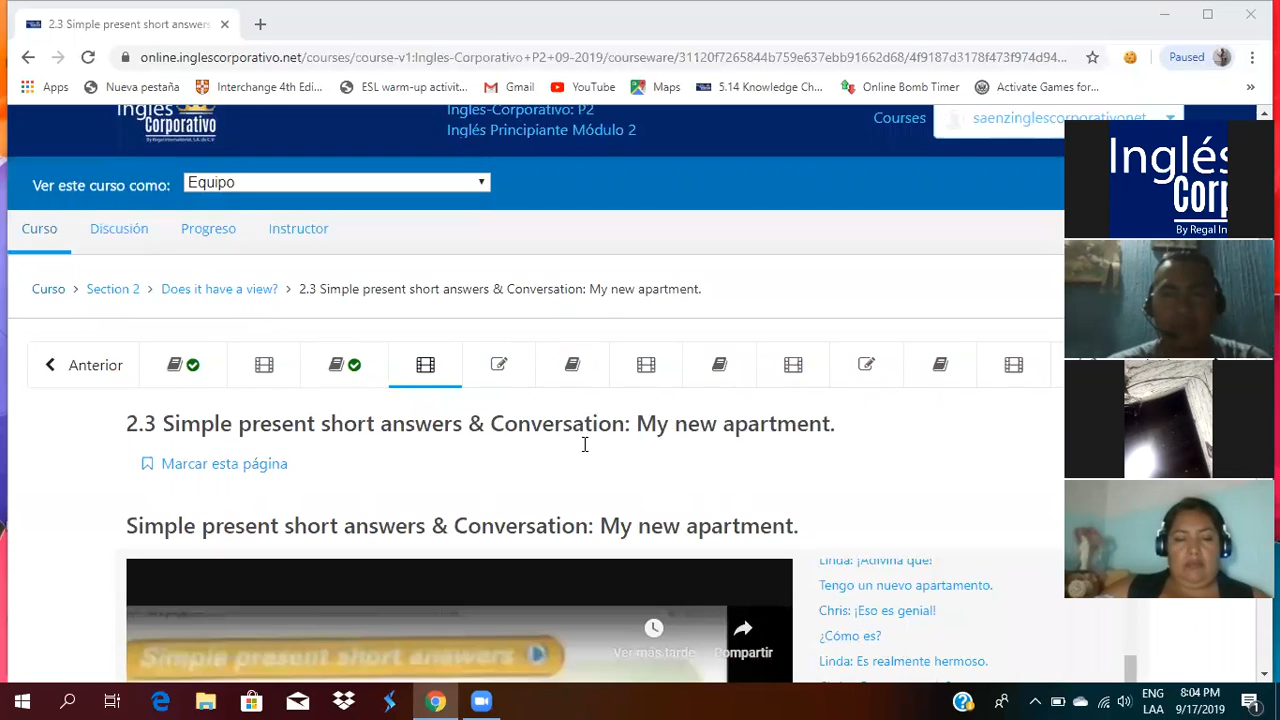 2.3 Simple present short answers
online.inglescorporativo.net/courses/course-v1:Ingles-Corporativo+P2+09-2019/courseware/31120f7265844b759e637ebb91662d68/4f9187d3178f473f974d94...
Paused
Apps
Nueva pestaña
Interchange 4th Edi...
ESL warm-up activit...
Gmail
YouTube
Maps
5.14 Knowledge Ch...
Online Bomb Timer
Activate Games for...
»
Inglés
Corporativo
By Regal International, S.A. de C.V.
Ingles-Corporativo: P2
Inglés Principiante Módulo 2
Courses
saenzinglescorporativonet
Ver este curso como:
Equipo
Curso
Discusión
Progreso
Instructor
Curso > Section 2 > Does it have a view? > 2.3 Simple present short answers & Conversation: My new apartment.
Anterior
2.3 Simple present short answers & Conversation: My new apartment.
Marcar esta página
Simple present short answers & Conversation: My new apartment.
Simple present short answers
Ver más tarde
Compartir
Linda: ¡Adivina qué!
Tengo un nuevo apartamento.
Chris: ¡Eso es genial!
¿Cómo es?
Linda: Es realmente hermoso.
Inglés
Corp
By Regal In
ENG
LAA
8:04 PM
9/17/2019